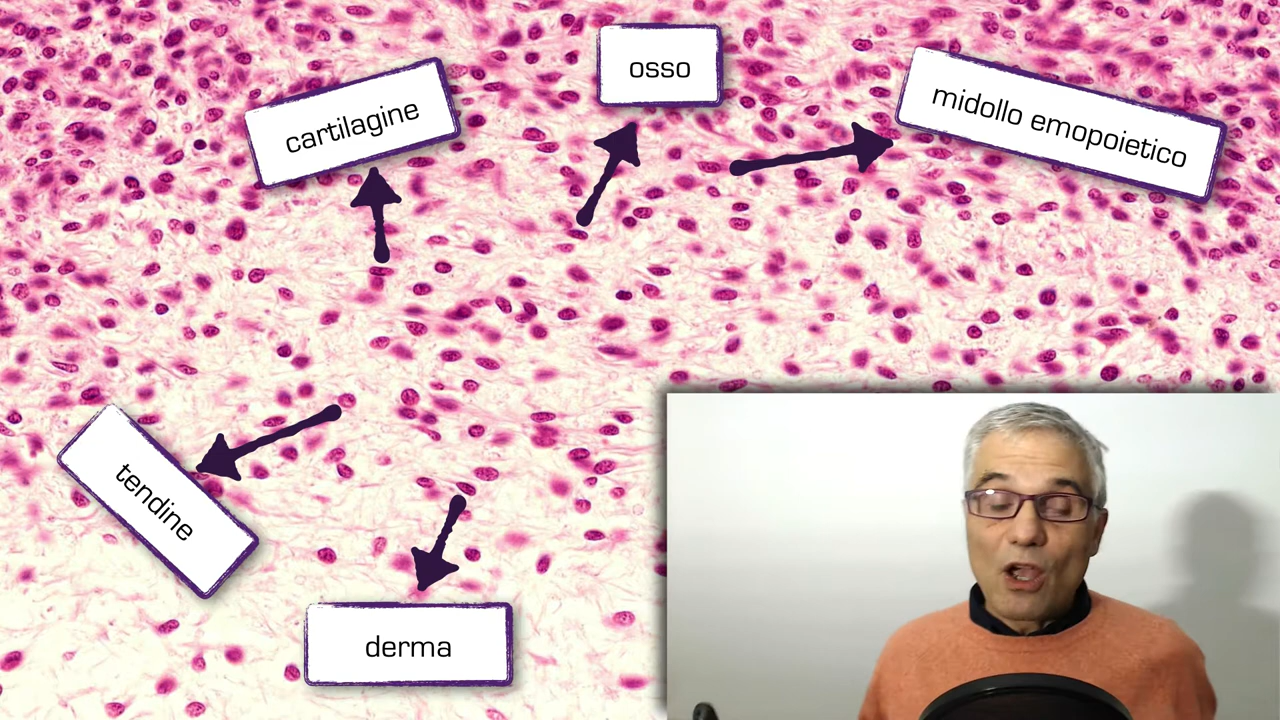 osso
cartilagine
midollo emopoietico
tendine
derma